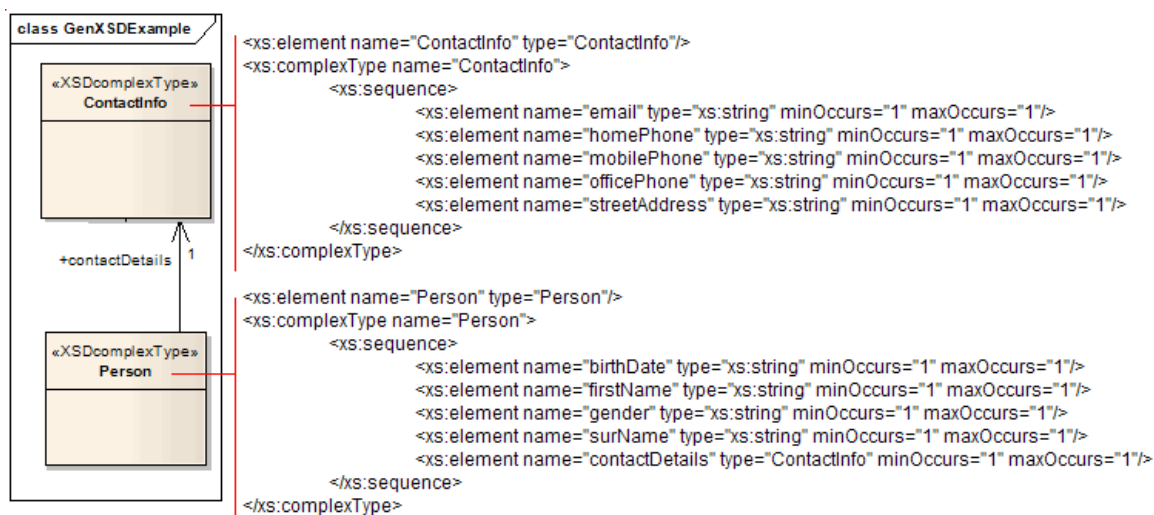 class GenXSDExample
«XSDcomplexType»
ContactInfo
+contactDetails
1
«XSDcomplexType»
Person
<xs:element name="ContactInfo" type="ContactInfo"/>
<xs:complexType name="ContactInfo">
<xs:sequence>
<xs:element name="email" type="xs:string" minOccurs="1" maxOccurs="1"/>
<xs:element name="homePhone" type="xs:string" minOccurs="1" maxOccurs="1"/>
<xs:element name="mobilePhone" type="xs:string" minOccurs="1" maxOccurs="1"/>
<xs:element name="officePhone" type="xs:string" minOccurs="1" maxOccurs="1"/>
<xs:element name="streetAddress" type="xs:string" minOccurs="1" maxOccurs="1"/>
</xs:sequence>
</xs:complexType>
<xs:element name="Person" type="Person"/>
<xs:complexType name="Person">
<xs:sequence>
<xs:element name="birthDate" type="xs:string" minOccurs="1" maxOccurs="1"/>
<xs:element name="firstName" type="xs:string" minOccurs="1" maxOccurs="1"/>
<xs:element name="gender" type="xs:string" minOccurs="1" maxOccurs="1"/>
<xs:element name="surName" type="xs:string" minOccurs="1" maxOccurs="1"/>
<xs:element name="contactDetails" type="ContactInfo" minOccurs="1" maxOccurs="1"/>
</xs:sequence>
</xs:complexType>